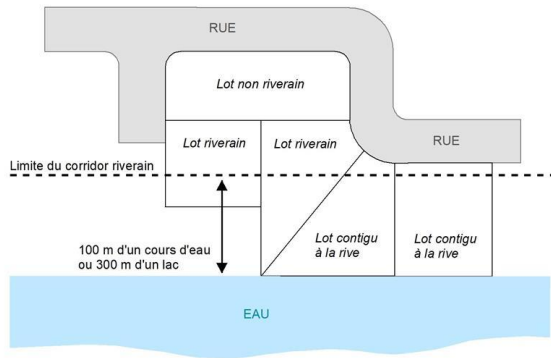 RUE
Lot non riverain
Lot riverain
Lot riverain
RUE
Limite du corridor riverain
100 m d'un cours d'eau
ou 300 m d'un lac
Lot contigu
à la rive
Lot contigu
à la rive
EAU